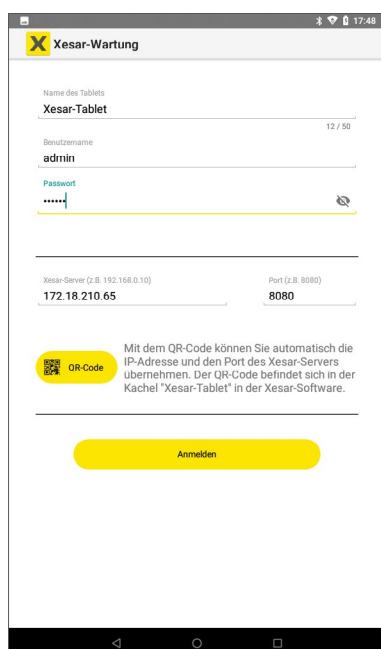 17:48
X Xesar-Wartung
Name des Tablets
Xesar-Tablet
12 / 50
Benutzername
admin
Passwort
••••••
Xesar-Server (z.B. 192.168.0.10) Port (z.B. 8080)
172.18.210.65 8080
QR-Code
Mit dem QR-Code können Sie automatisch die
IP-Adresse und den Port des Xesar-Servers
übernehmen. Der QR-Code befindet sich in der
Kachel "Xesar-Tablet" in der Xesar-Software.
Anmelden